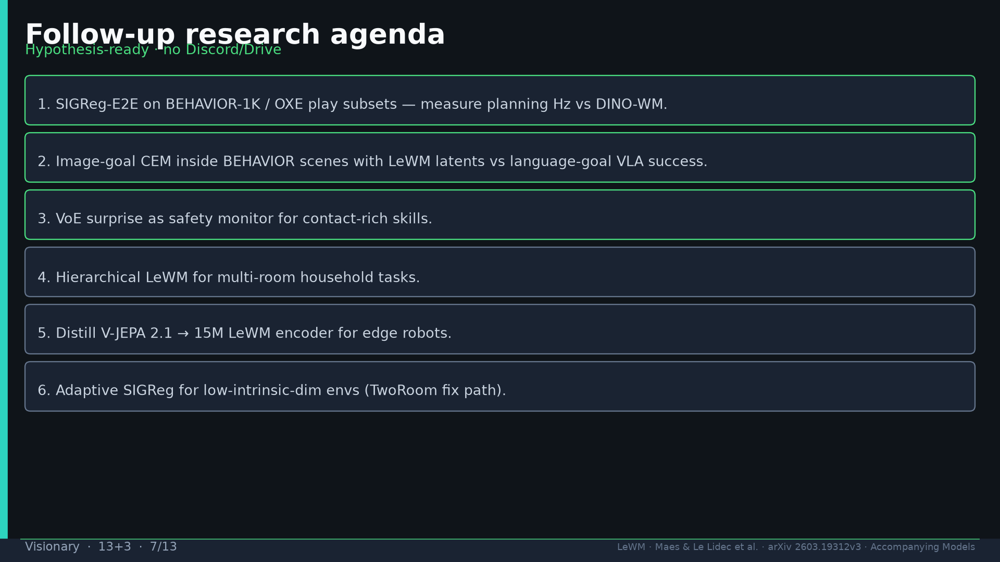 Follow-up research agenda
Hypothesis-ready · no Discord/Drive
1. SIGReg-E2E on BEHAVIOR-1K / OXE play subsets — measure planning Hz vs DINO-WM.
2. Image-goal CEM inside BEHAVIOR scenes with LeWM latents vs language-goal VLA success.
3. VoE surprise as safety monitor for contact-rich skills.
4. Hierarchical LeWM for multi-room household tasks.
5. Distill V-JEPA 2.1 → 15M LeWM encoder for edge robots.
6. Adaptive SIGReg for low-intrinsic-dim envs (TwoRoom fix path).
Visionary · 13+3 · 7/13
LeWM · Maes & Le Lidec et al. · arXiv 2603.19312v3 · Accompanying Models